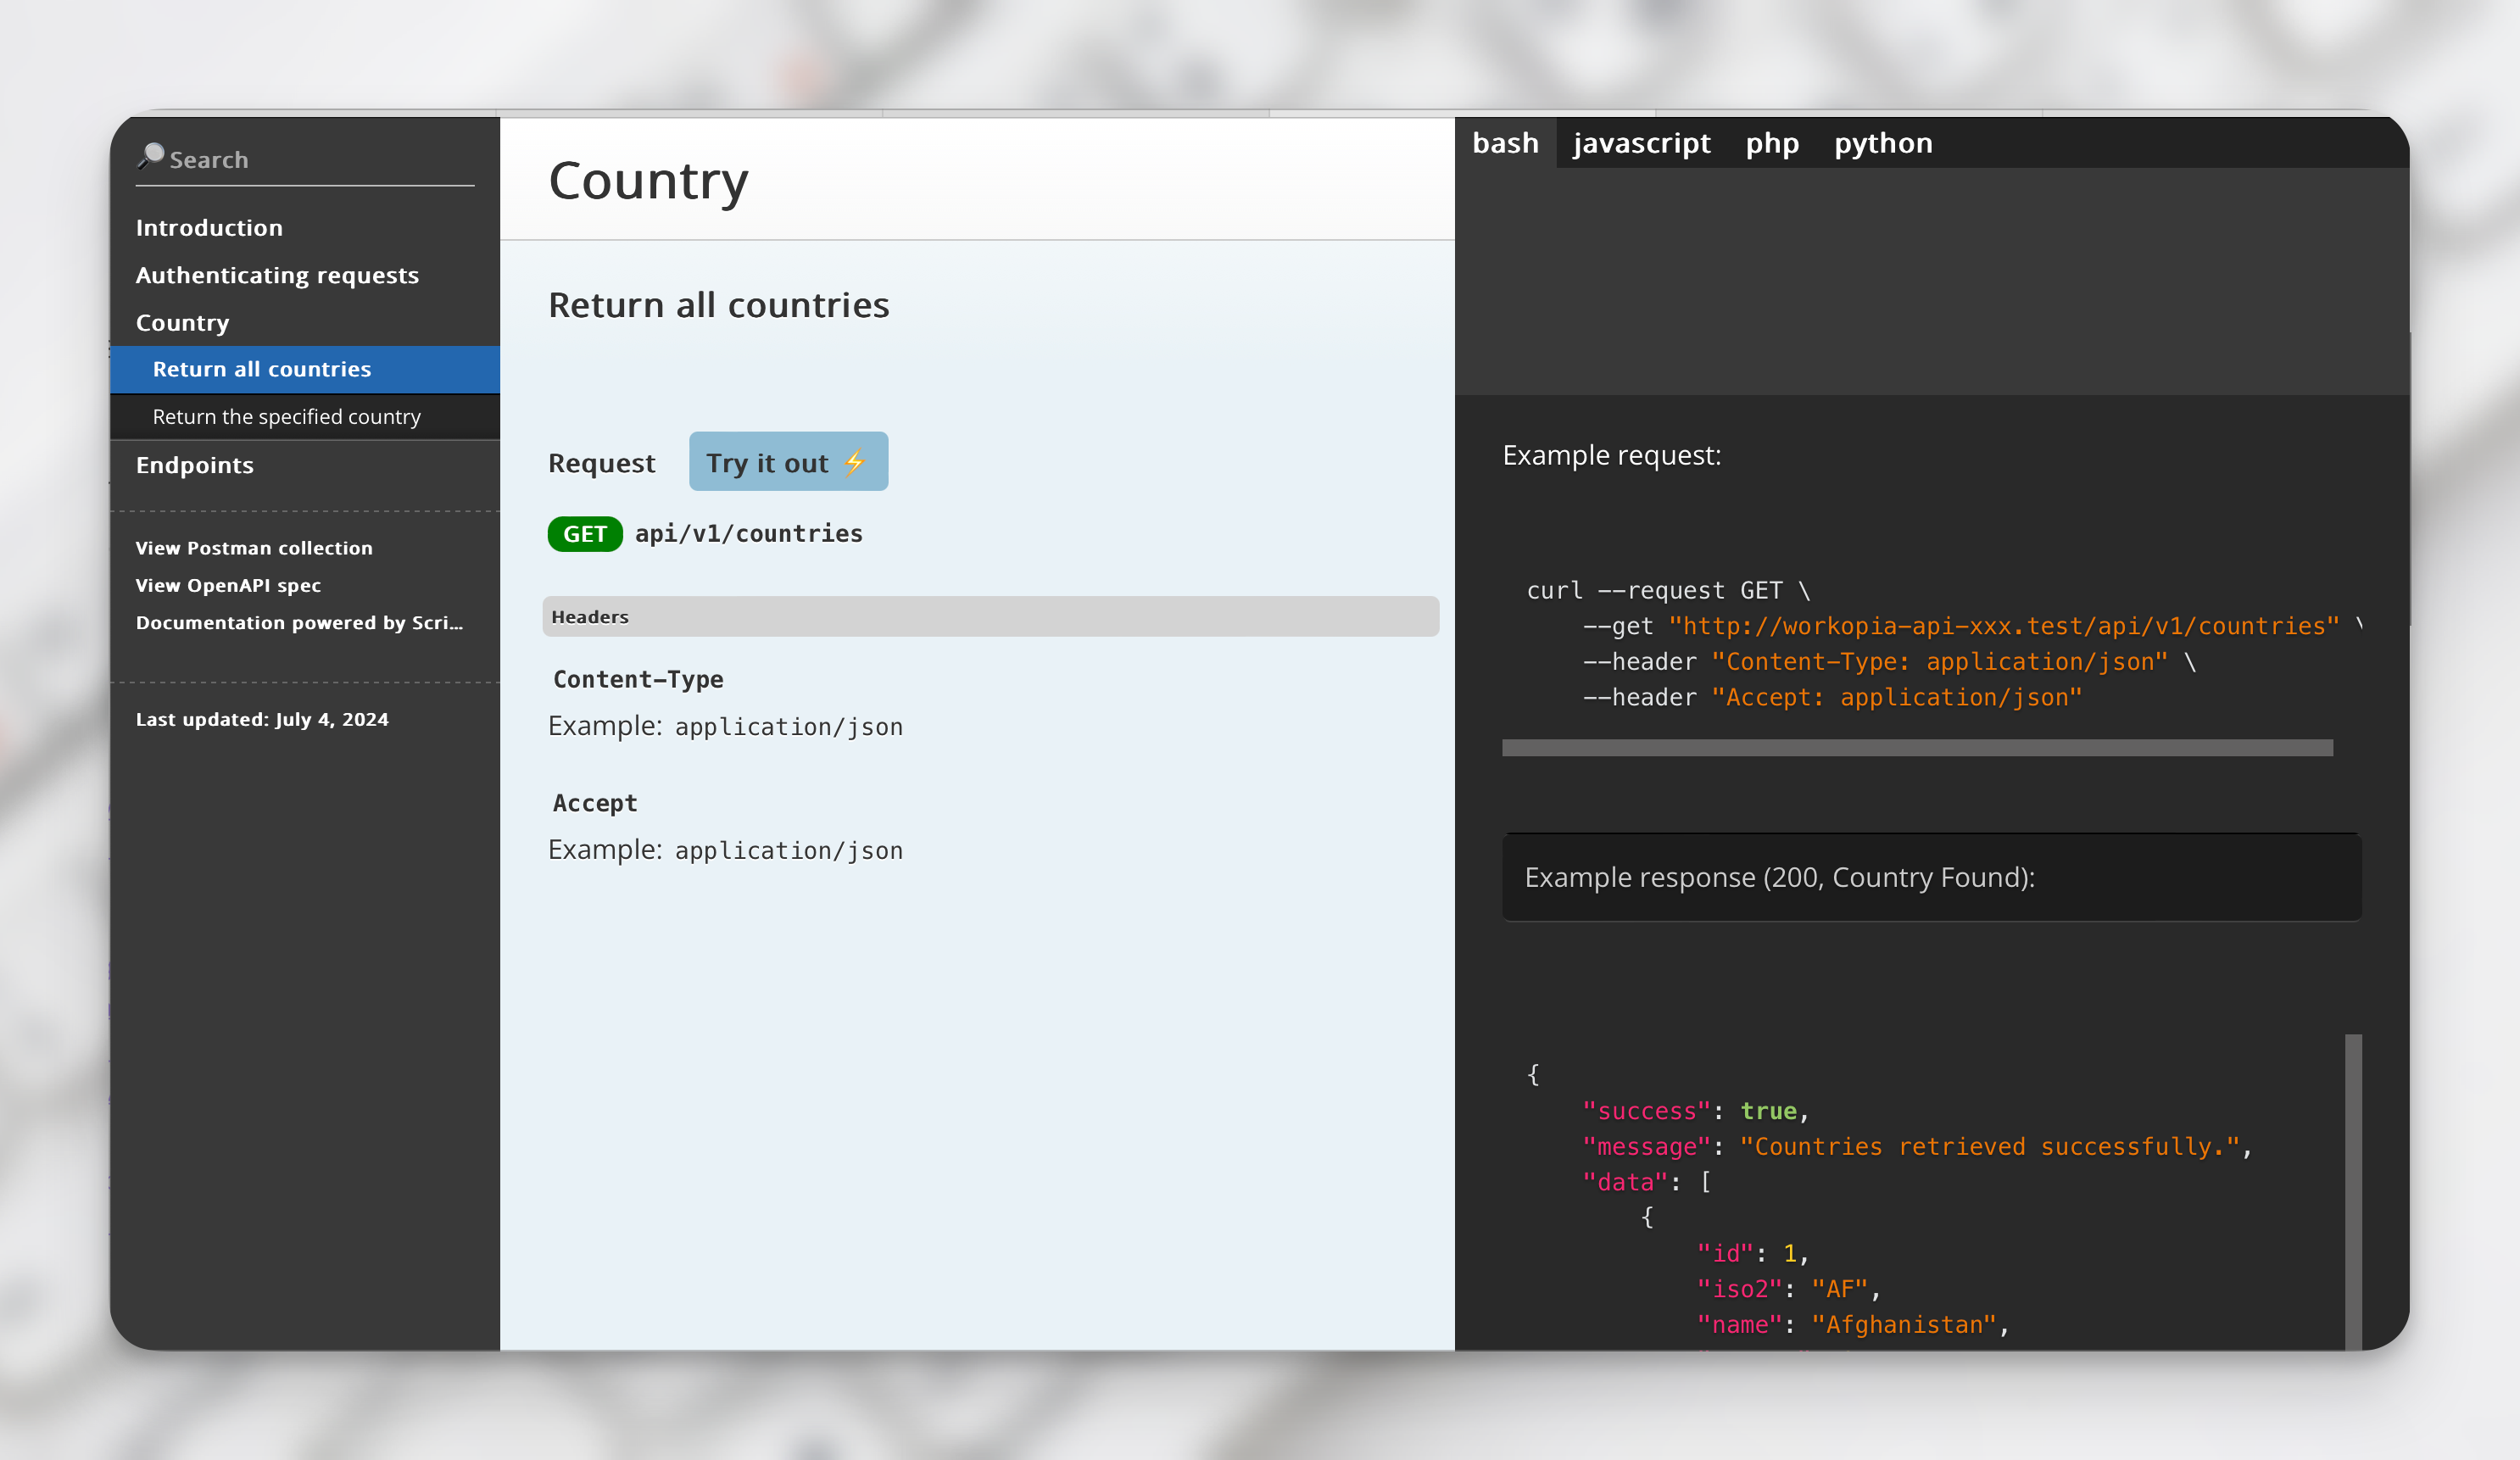 Search
Introduction
Authenticating requests
Country
Return all countries
Return the specified country
Endpoints
View Postman collection
View OpenAPI spec
Documentation powered by Scri...
Last updated: July 4, 2024
Country
Return all countries
Request
Try it out ⚡
GET api/v1/countries
Headers
Content-Type
Example: application/json
Accept
Example: application/json
bash javascript php python
Example request:
curl --request GET \
--get "http://workopia-api-xxx.test/api/v1/countries" \
--header "Content-Type: application/json" \
--header "Accept: application/json"
Example response (200, Country Found):
{
"success": true,
"message": "Countries retrieved successfully.",
"data": [
{
"id": 1,
"iso2": "AF",
"name": "Afghanistan",